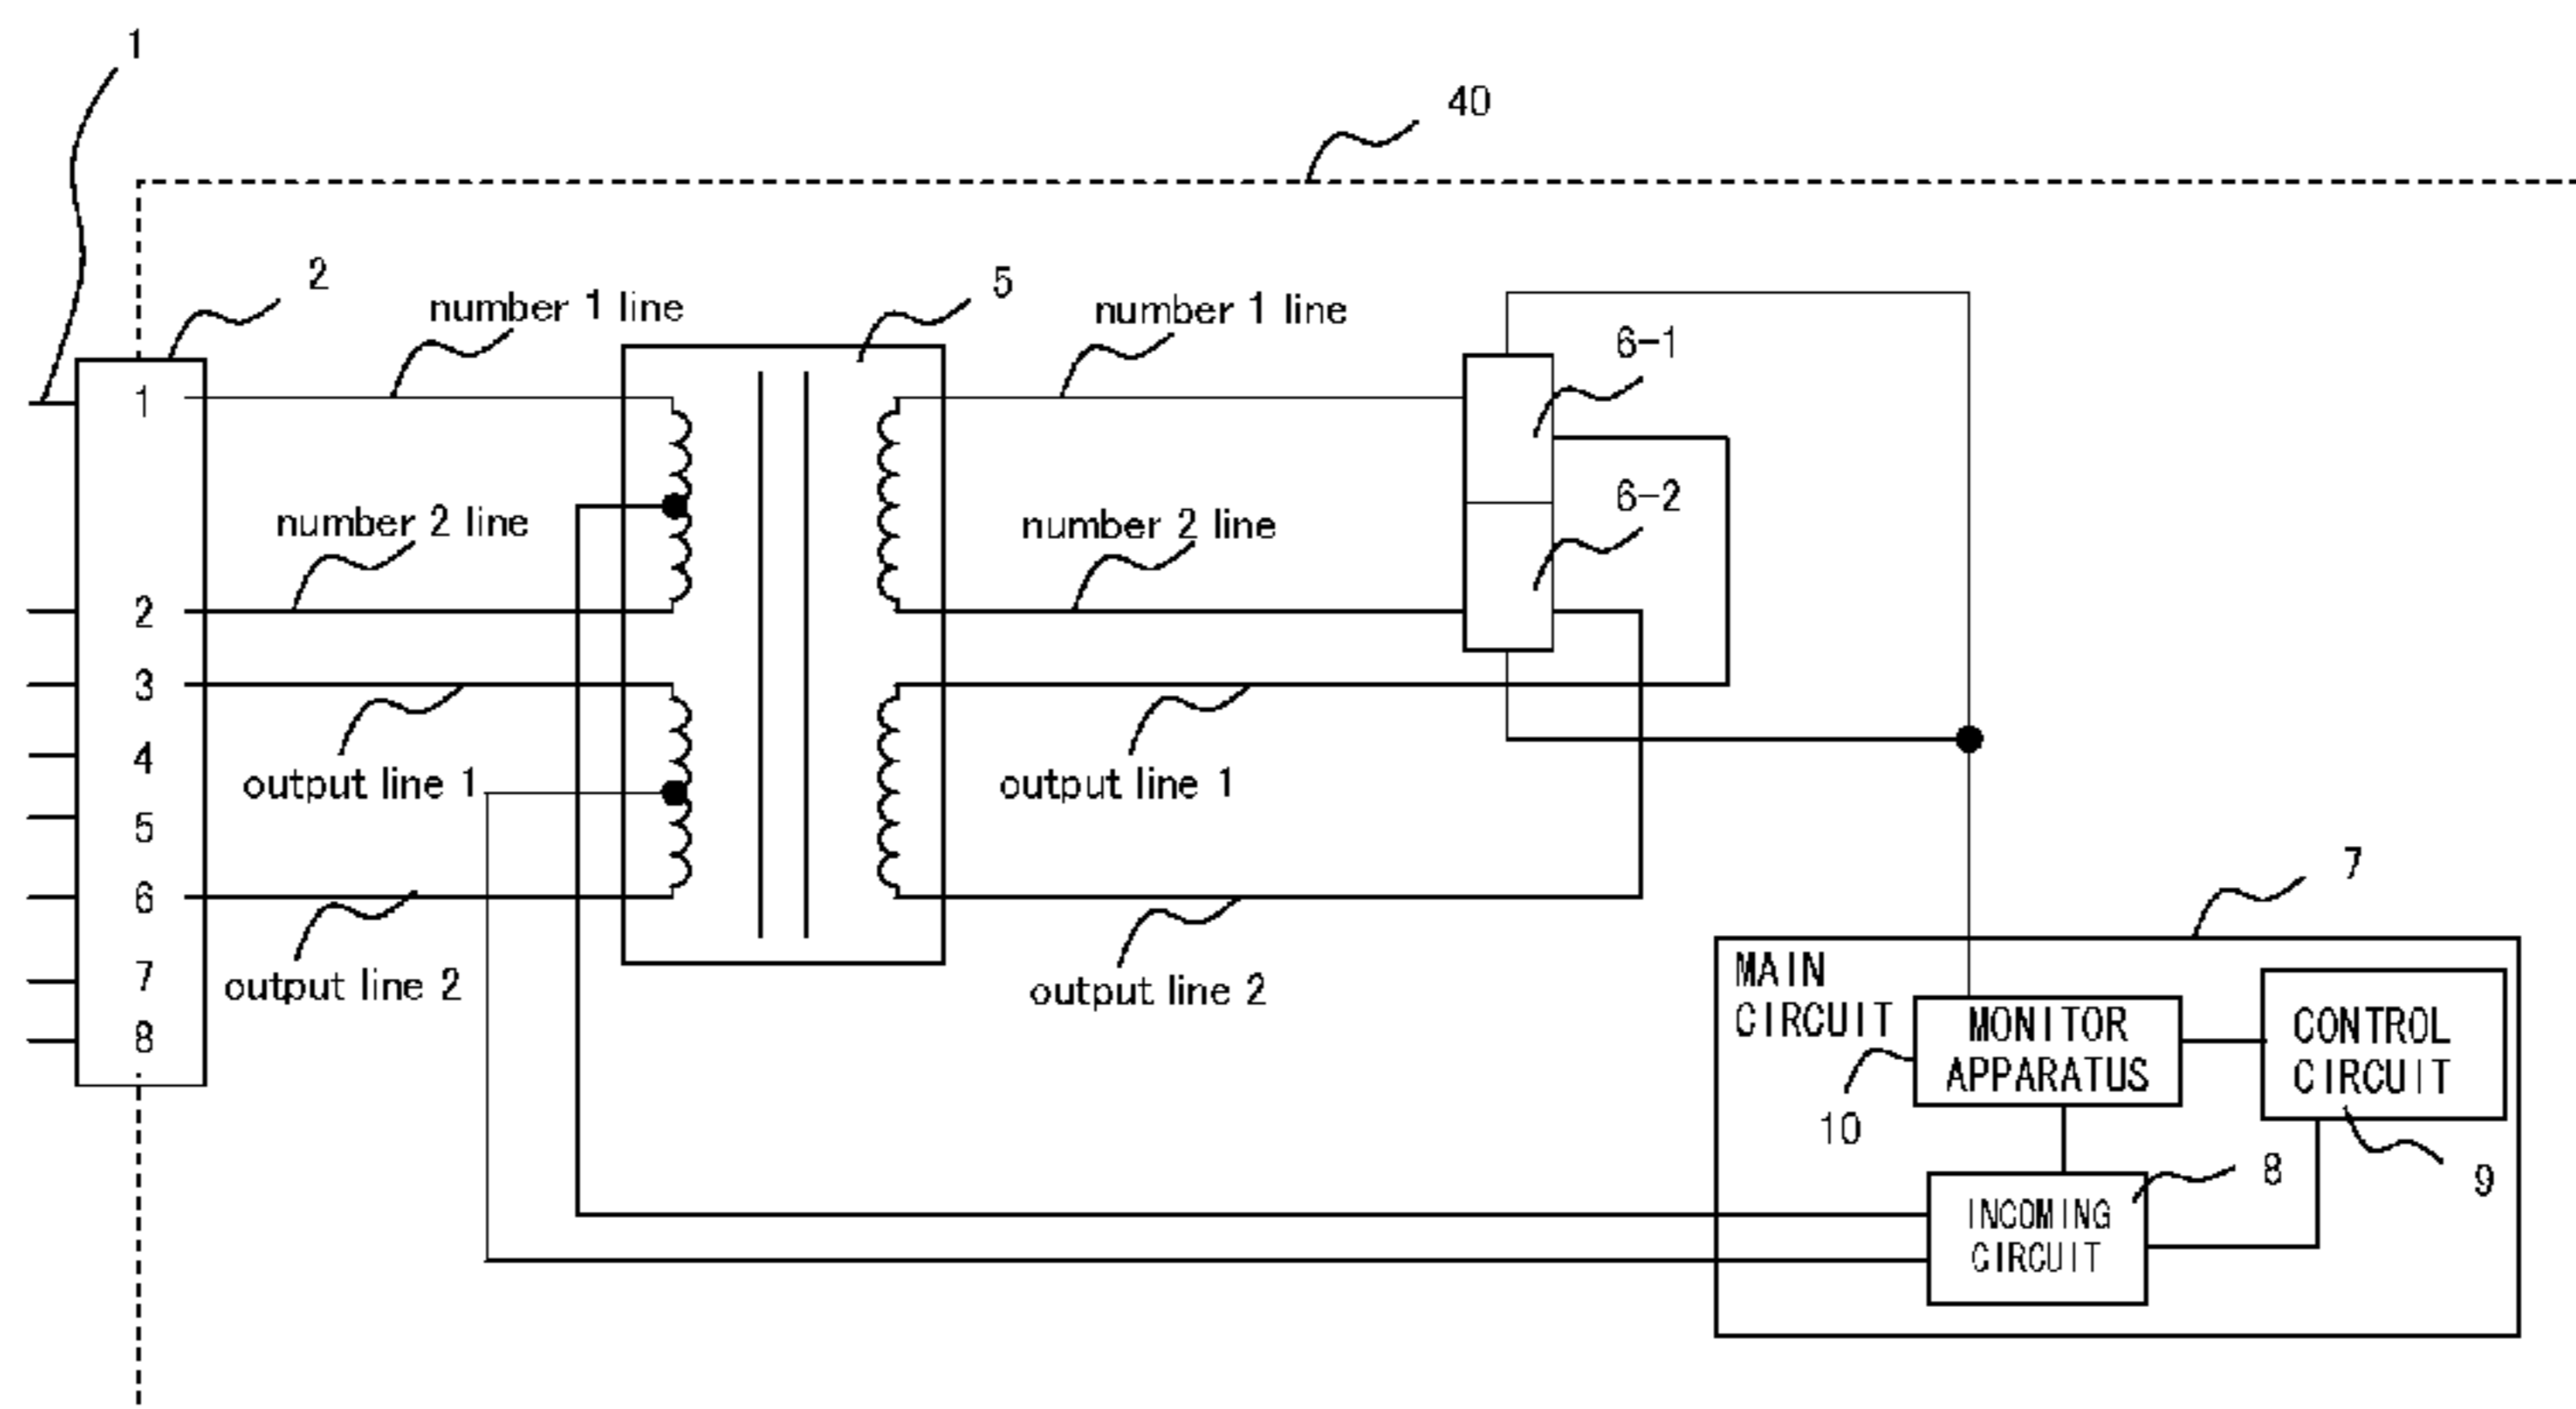 1
40
2
5
number 1 line
number 1 line
6-1
1
6-2
number 2 line
number 2 line
2
3
4
output line 1
output line 1
5
7
6
output line 2
output line 2
7
MAIN
CIRCUIT
MONITOR
APPARATUS
CONTROL
CIRCUIT
8
10
8
9
INCOMING
CIRCUIT